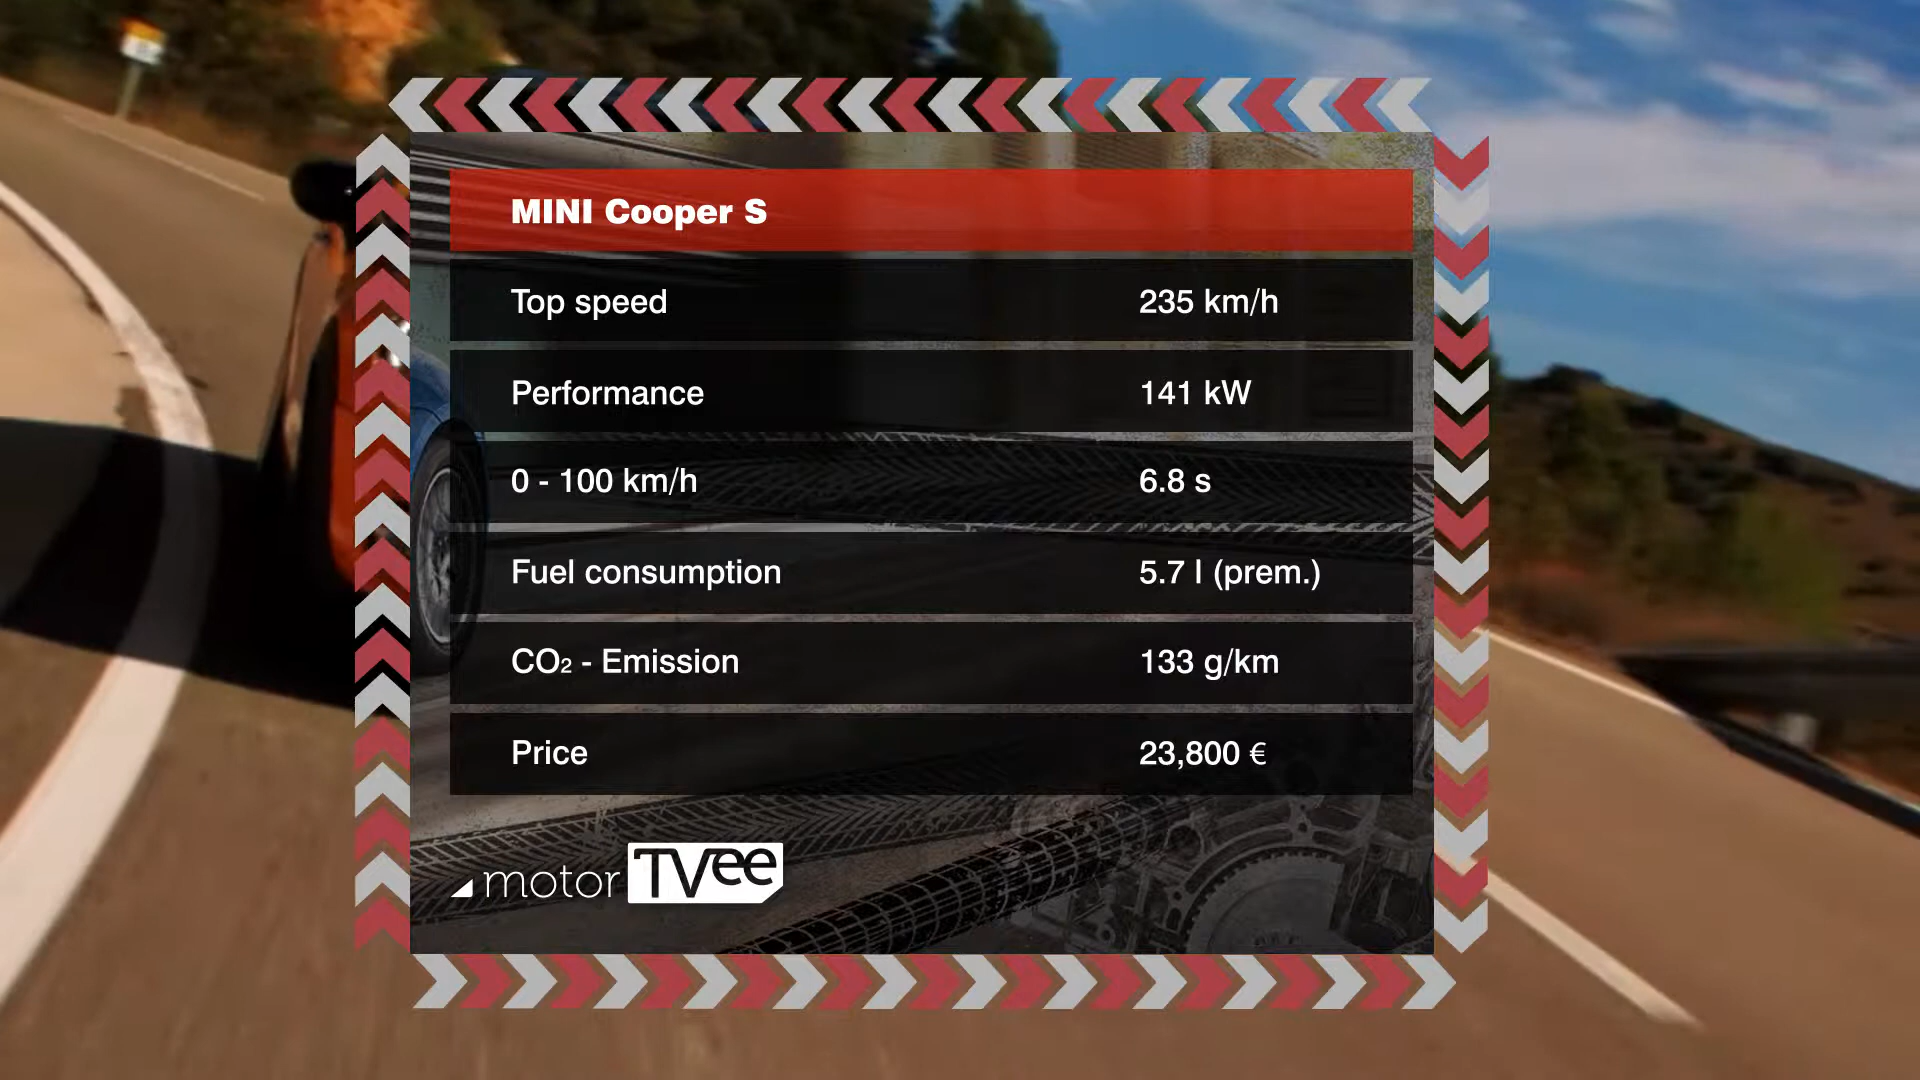 MINI Cooper S
Top speed 235 km/h
Performance 141 kW
0 - 100 km/h 6.8 s
Fuel consumption 5.7 l (prem.)
CO₂ - Emission 133 g/km
Price 23,800 €
motor TVee